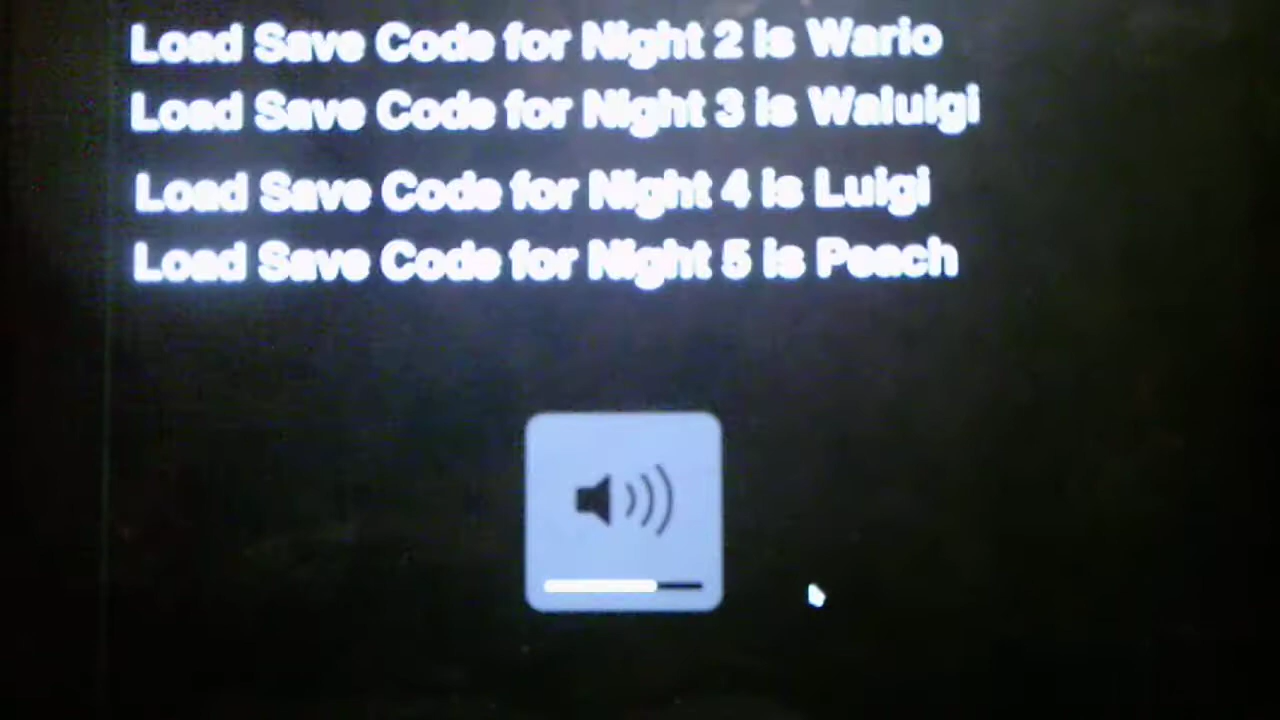 Load Save Code for Night 2 is Wario
Load Save Code for Night 3 is Waluigi
Load Save Code for Night 4 is Luigi
Load Save Code for Night 5 is Peach